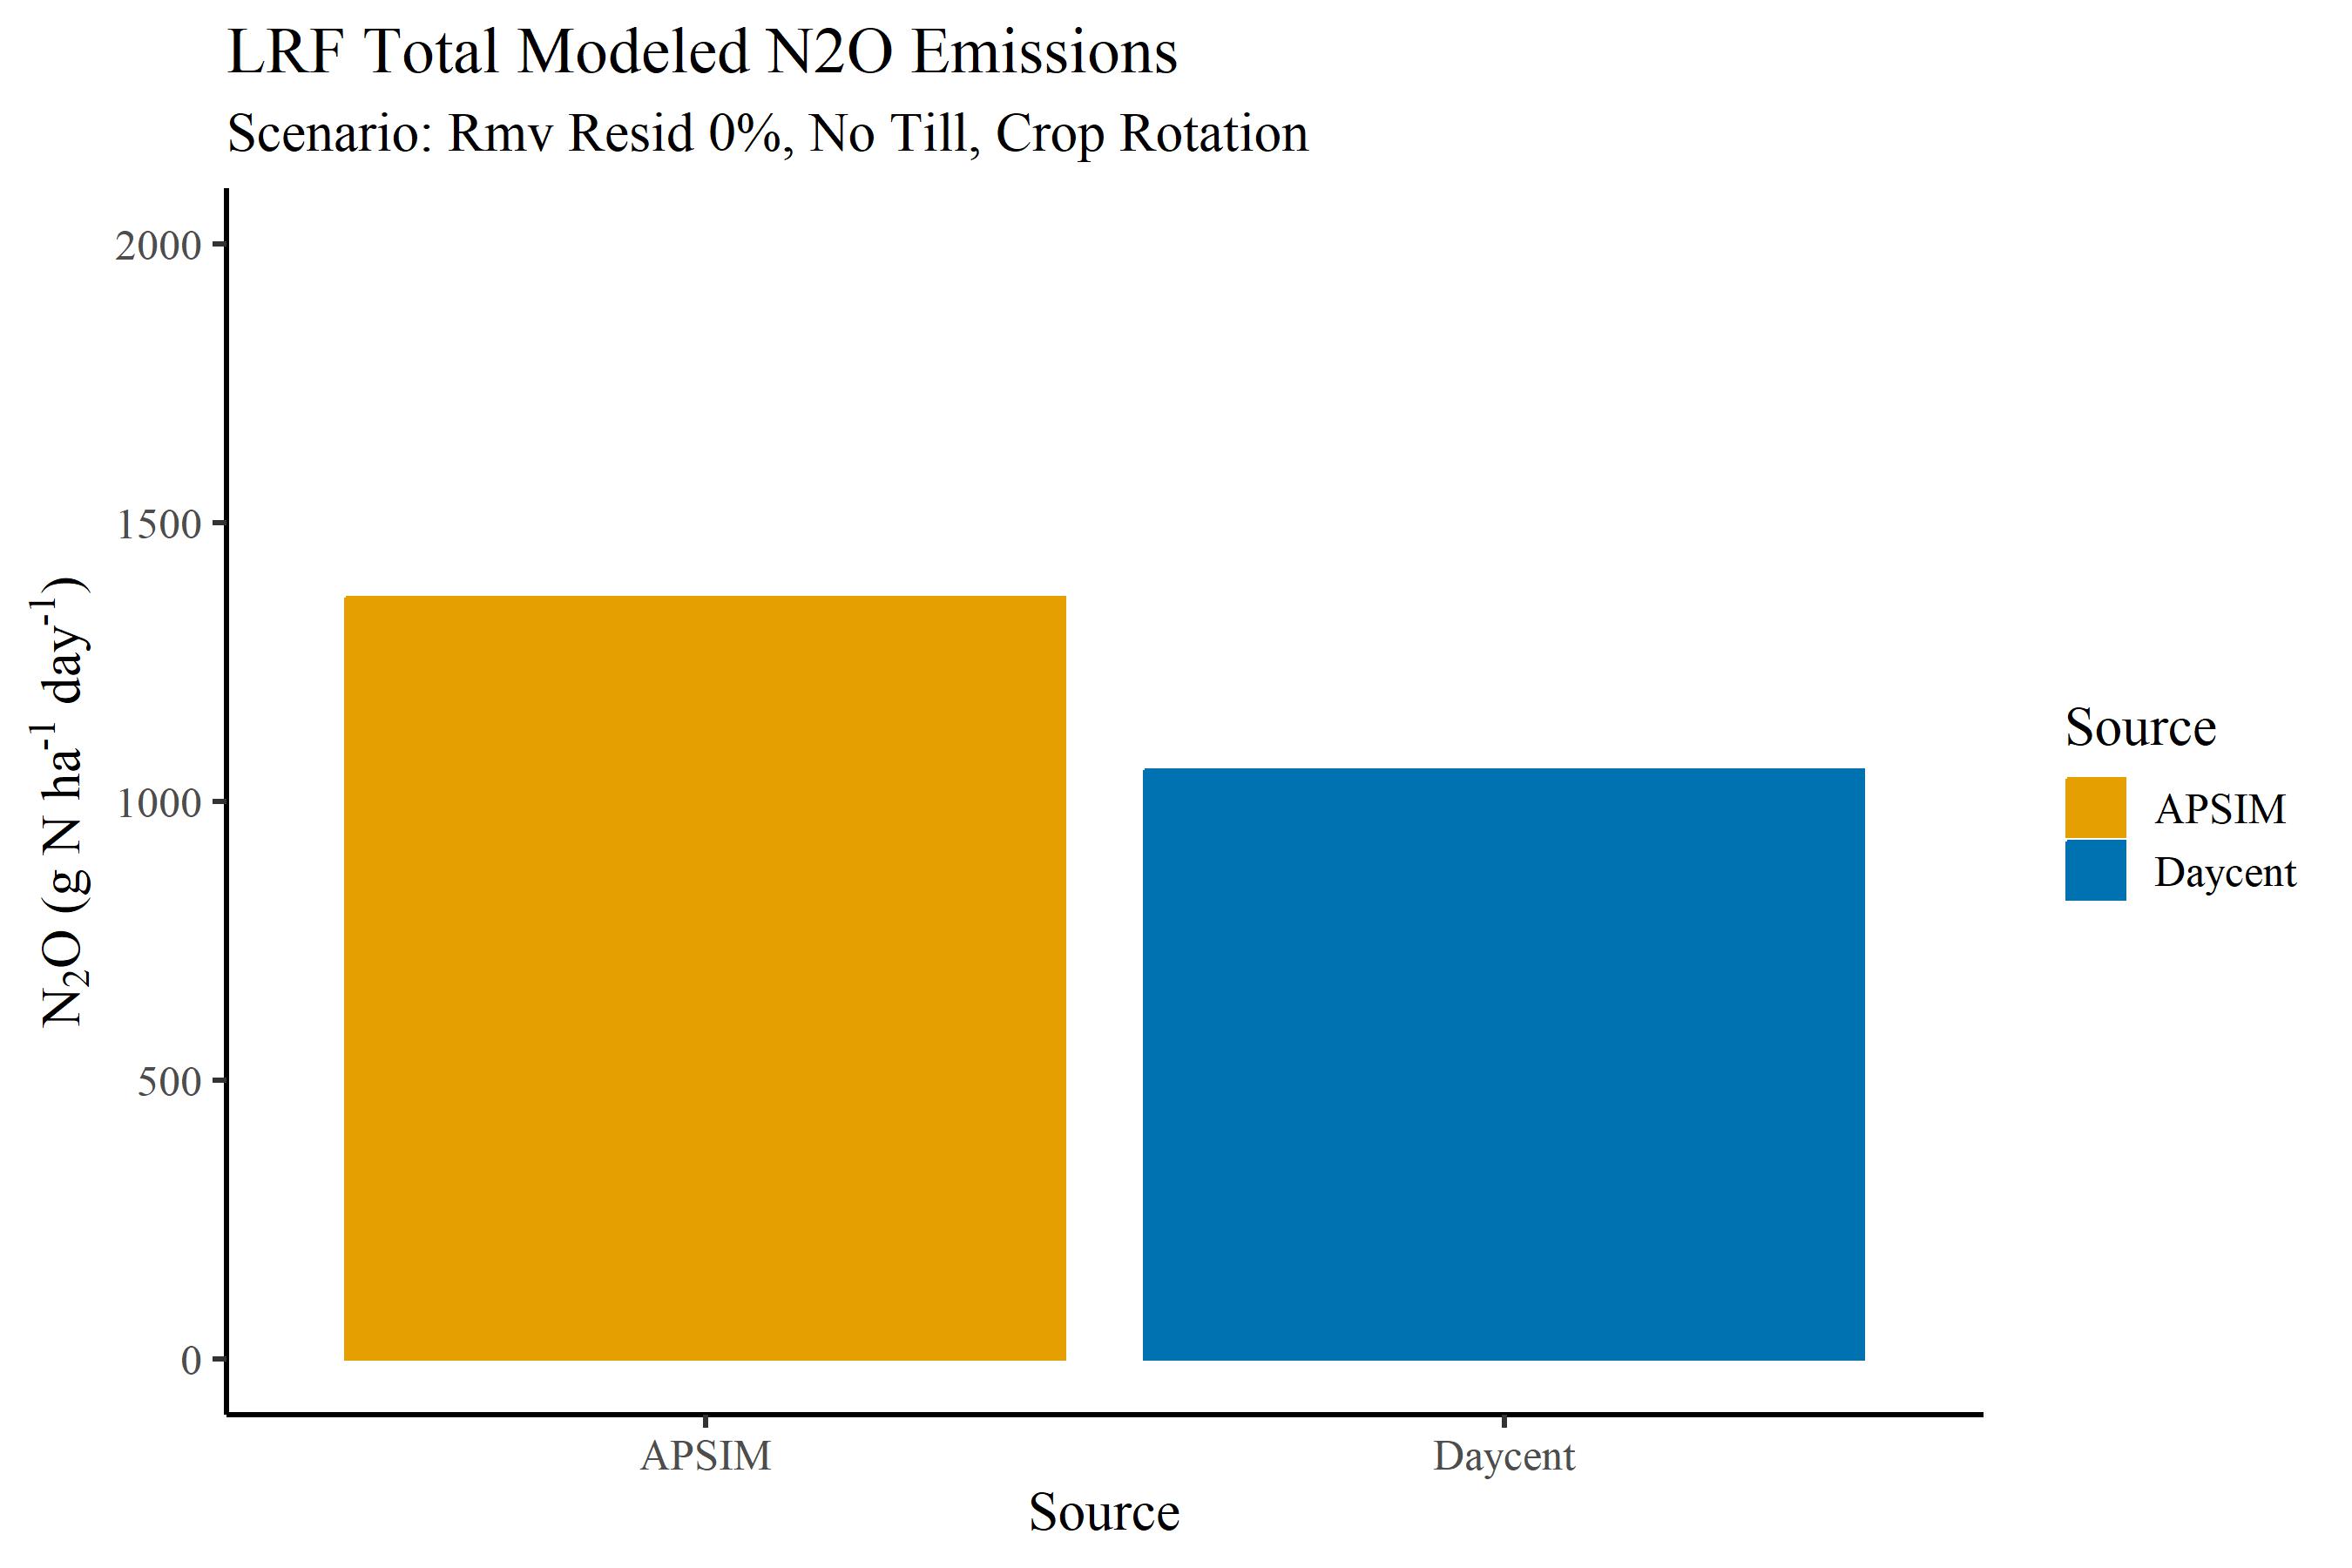 LRF Total Modeled N2O Emissions
Scenario: Rmv Resid 0%, No Till, Crop Rotation
N₂O (g N ha⁻¹ day⁻¹)
2000
1500
1000
500
0
APSIM
Daycent
Source
Source
APSIM
Daycent